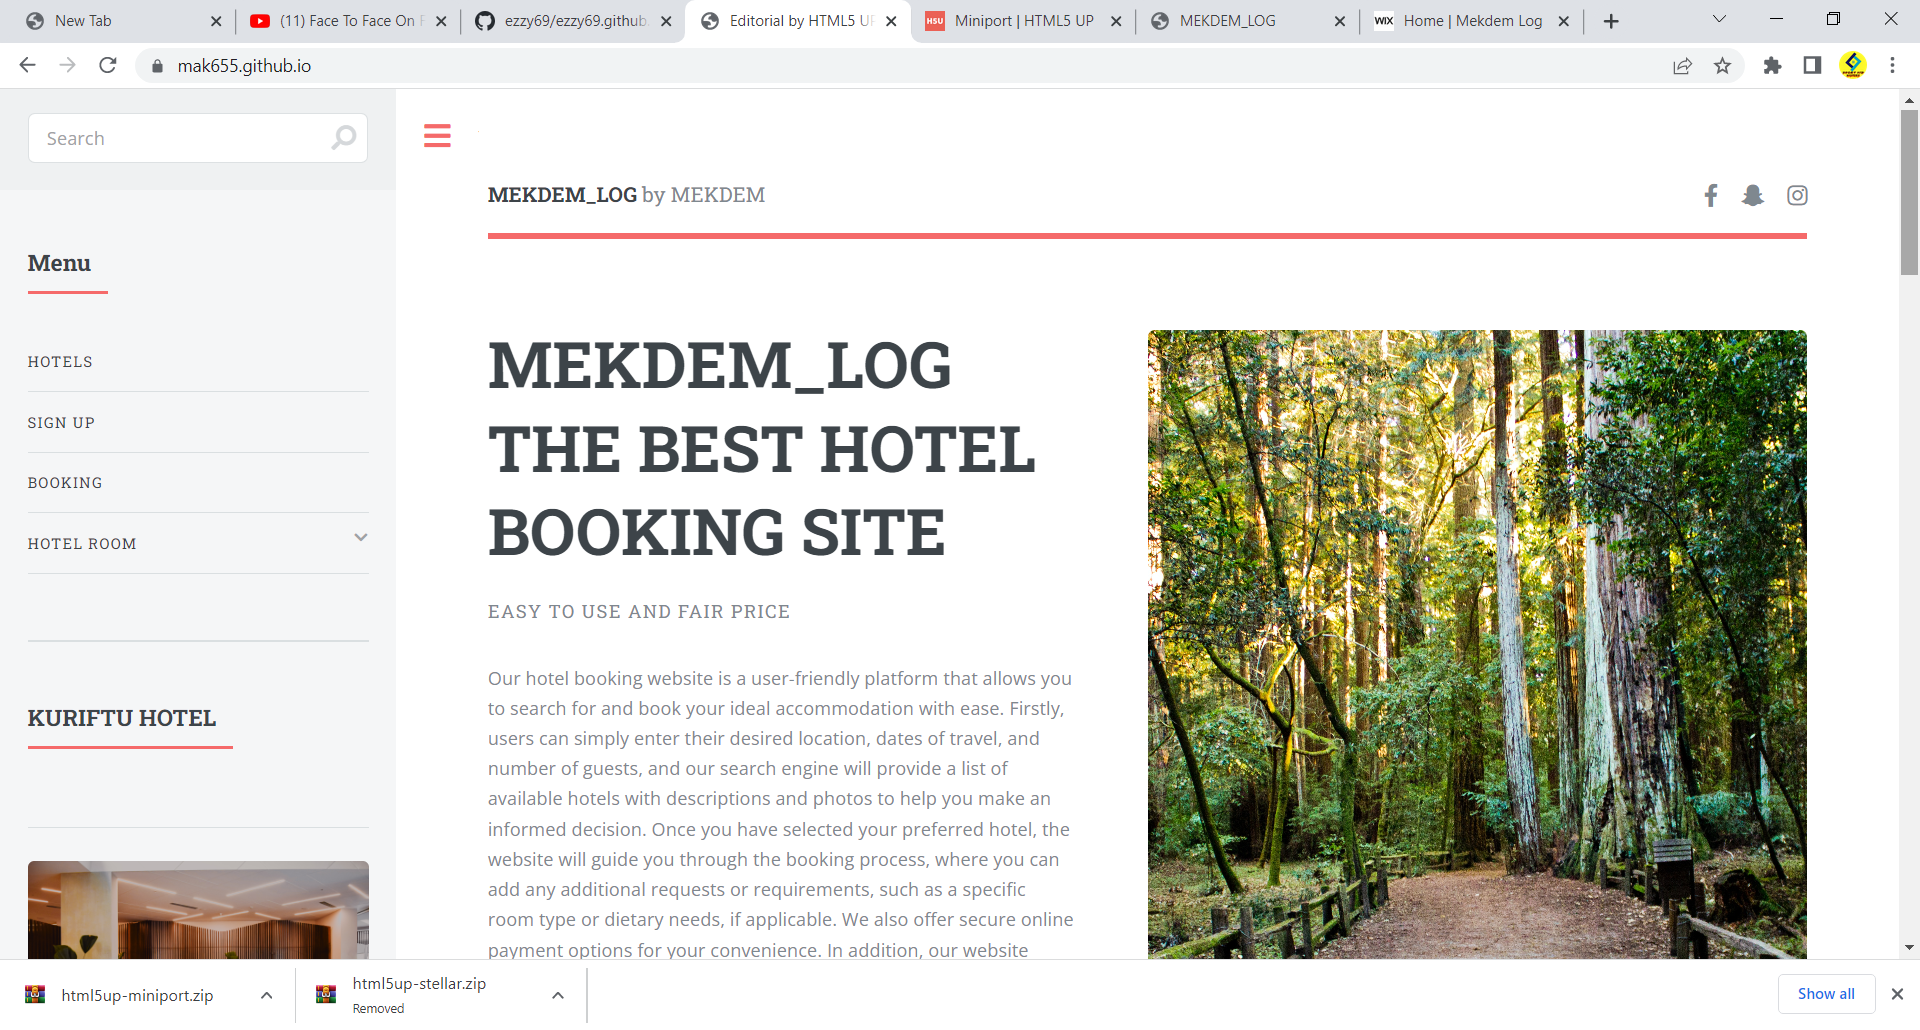 New Tab
(11) Face To Face On F
ezzy69/ezzy69.github.
Editorial by HTML5 UP
HSU
Miniport | HTML5 UP
MEKDEM_LOG
WIX
Home | Mekdem Log
mak655.github.io
Search
Menu
HOTELS
SIGN UP
BOOKING
HOTEL ROOM
KURIFTU HOTEL
MEKDEM_LOG by MEKDEM
MEKDEM_LOG
THE BEST HOTEL
BOOKING SITE
EASY TO USE AND FAIR PRICE
Our hotel booking website is a user-friendly platform that allows you
to search for and book your ideal accommodation with ease. Firstly,
users can simply enter their desired location, dates of travel, and
number of guests, and our search engine will provide a list of
available hotels with descriptions and photos to help you make an
informed decision. Once you have selected your preferred hotel, the
website will guide you through the booking process, where you can
add any additional requests or requirements, such as a specific
room type or dietary needs, if applicable. We also offer secure online
payment options for your convenience. In addition, our website
html5up-miniport.zip
html5up-stellar.zip
Removed
Show all